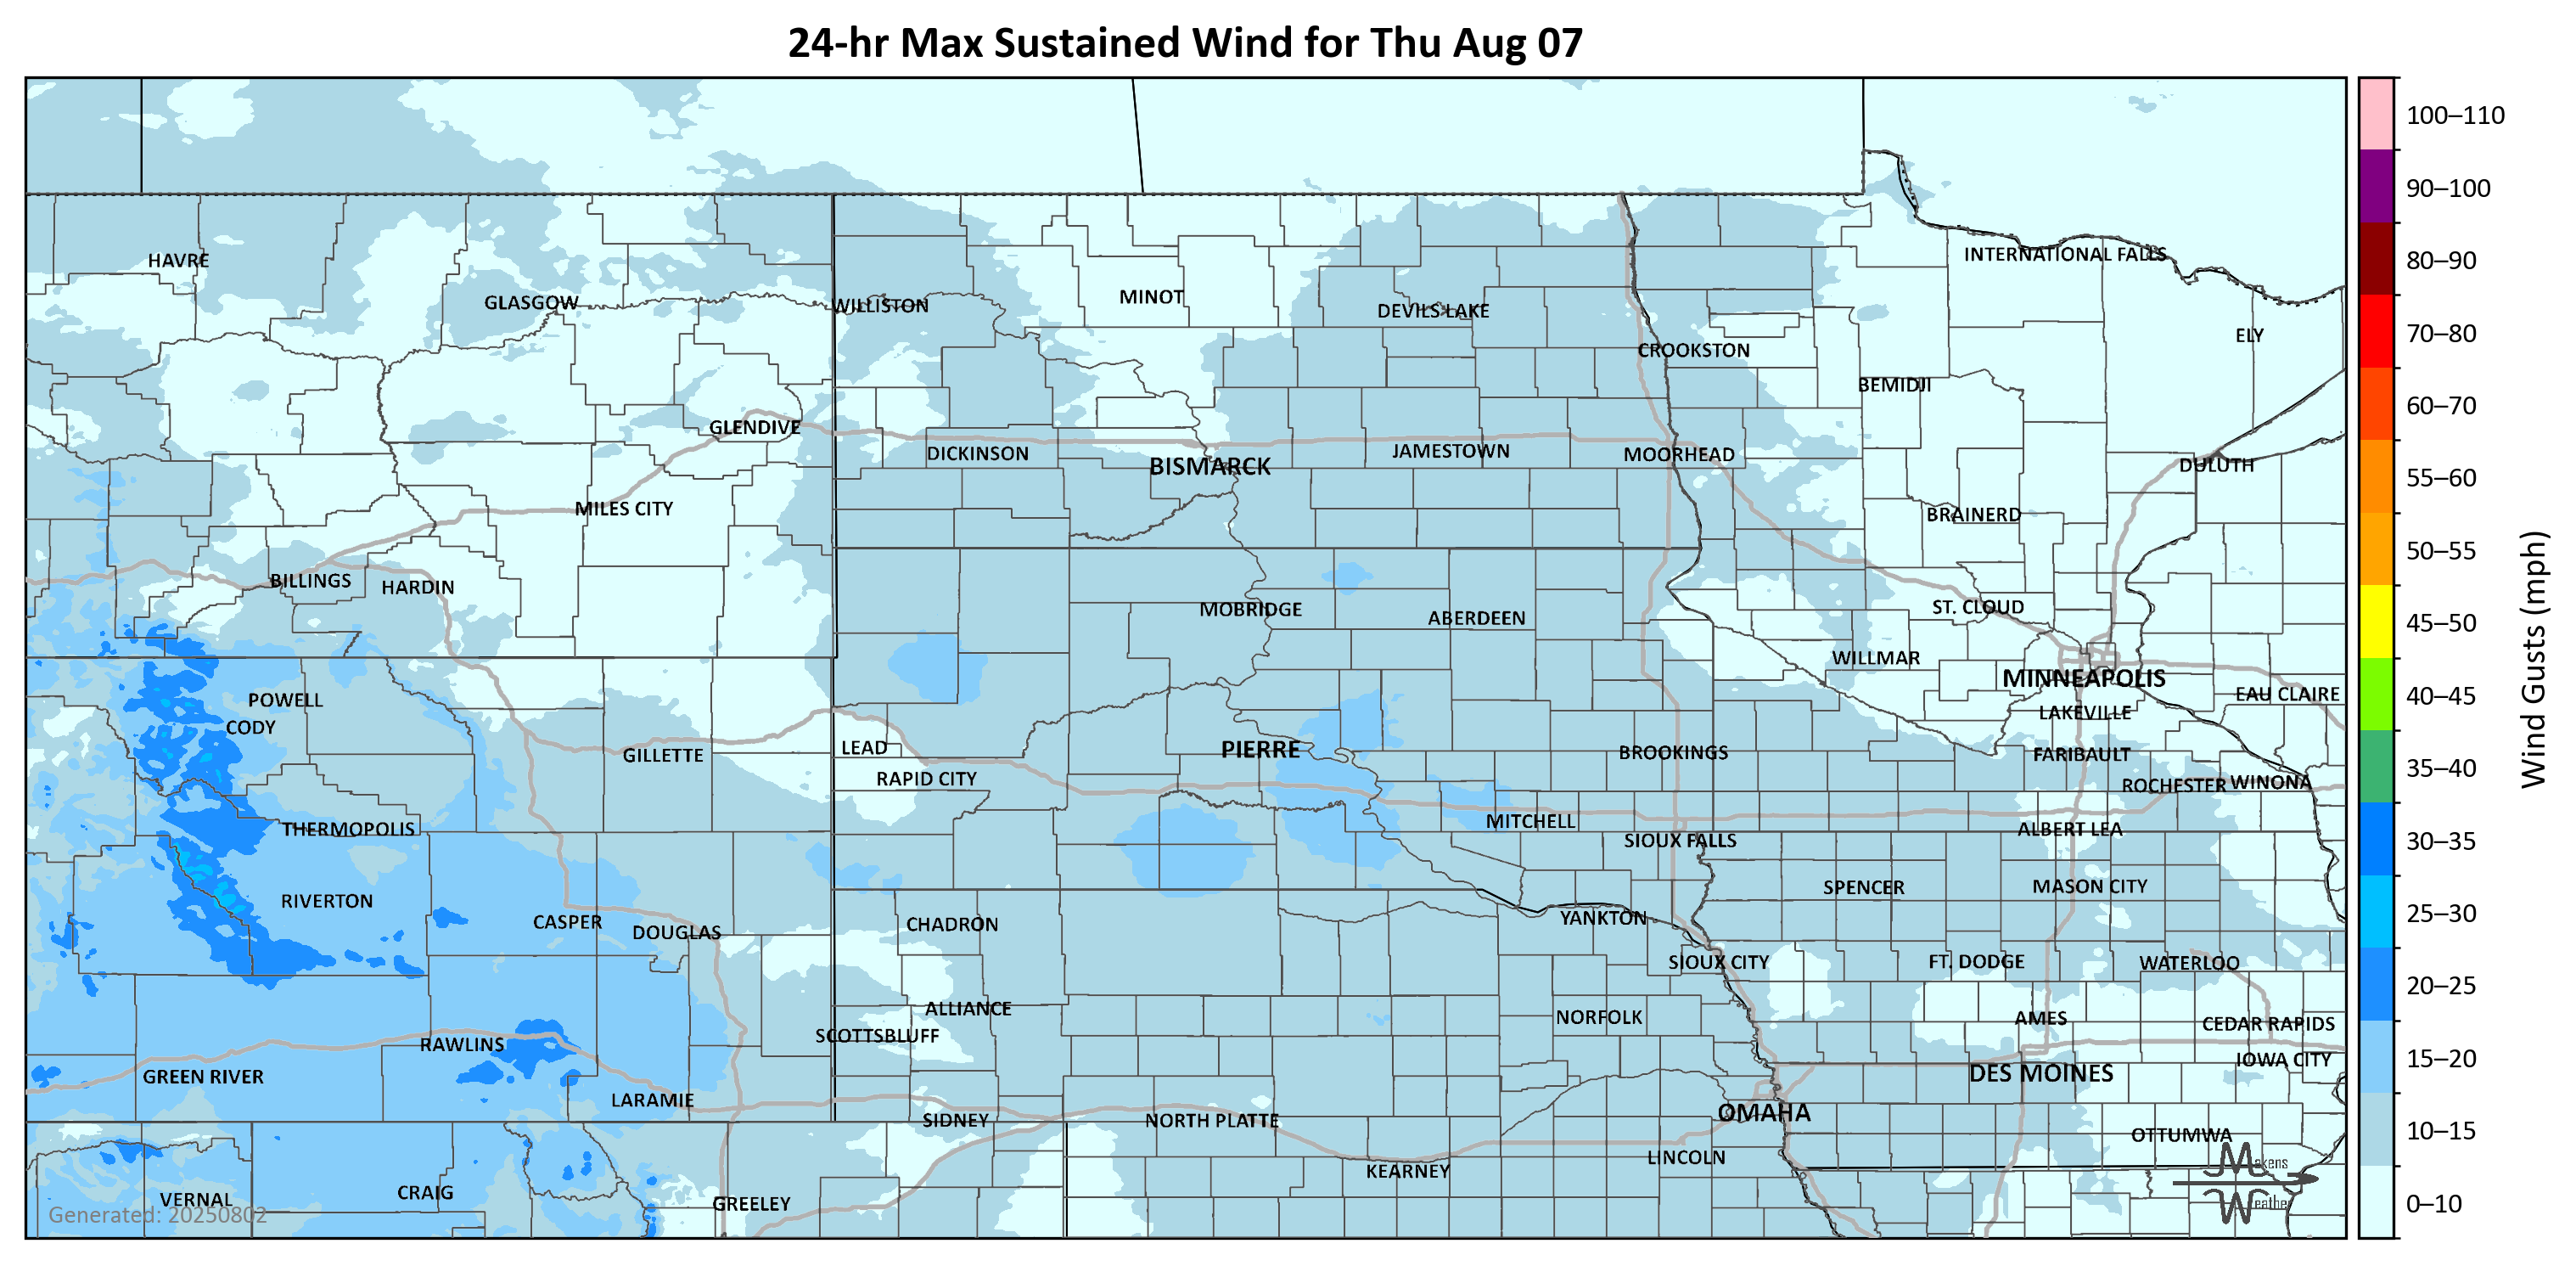 24-hr Max Sustained Wind for Thu Aug 07
100–110
90–100
80–90
70–80
60–70
55–60
50–55
45–50
40–45
35–40
30–35
25–30
20–25
15–20
10–15
0–10
Wind Gusts (mph)
HAVRE
INTERNATIONAL FALLS
GLASGOW
WILLISTON
MINOT
DEVILS LAKE
ELY
CROOKSTON
BEMIDJI
GLENDIVE
DICKINSON
BISMARCK
JAMESTOWN
MOORHEAD
DULUTH
MILES CITY
BRAINERD
BILLINGS
HARDIN
MOBRIDGE
ABERDEEN
ST. CLOUD
WILLMAR
MINNEAPOLIS
POWELL
EAU CLAIRE
CODY
LAKEVILLE
GILLETTE
LEAD
PIERRE
BROOKINGS
FARIBAULT
RAPID CITY
ROCHESTER
WINONA
THERMOPOLIS
MITCHELL
SIOUX FALLS
ALBERT LEA
RIVERTON
SPENCER
MASON CITY
CASPER
DOUGLAS
CHADRON
YANKTON
SIOUX CITY
FT. DODGE
WATERLOO
ALLIANCE
NORFOLK
AMES
CEDAR RAPIDS
SCOTTSBLUFF
RAWLINS
IOWA CITY
GREEN RIVER
DES MOINES
LARAMIE
SIDNEY
NORTH PLATTE
OMAHA
OTTUMWA
KEARNEY
LINCOLN
VERNAL
CRAIG
GREELEY
Makens
Weather
Generated: 20250802